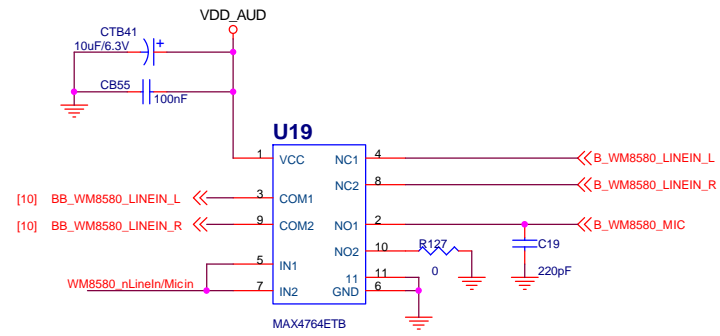 VDD_AUD
CTB41
10uF/6.3V
+
CB55
100nF
U19
1 VCC NC1 4 B_WM8580_LINEIN_L
NC2 8 B_WM8580_LINEIN_R
[10] BB_WM8580_LINEIN_L 3 COM1
[10] BB_WM8580_LINEIN_R 9 COM2 NO1 2 B_WM8580_MIC
NO2 10 R127 C19
5 IN1 0
11 11 220pF
WM8580_nLineIn/Micin 7 IN2 GND 6
MAX4764ETB